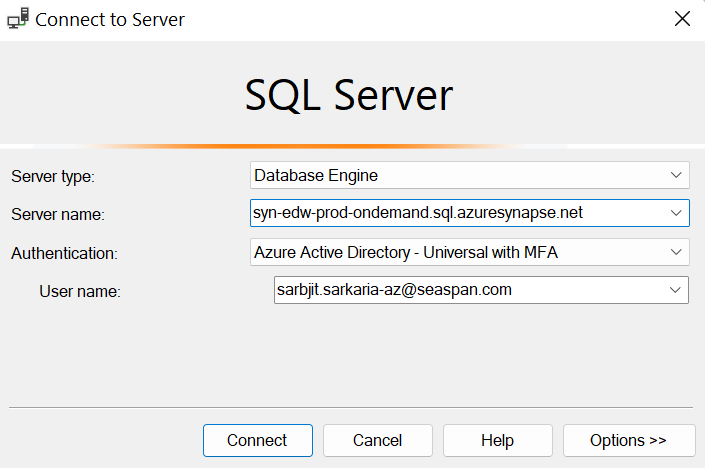 Connect to Server
SQL Server
Server type: Database Engine
Server name: syn-edw-prod-ondemand.sql.azuresynapse.net
Authentication: Azure Active Directory - Universal with MFA
User name: sarbjit.sarkaria-az@seaspan.com
Connect Cancel Help Options >>